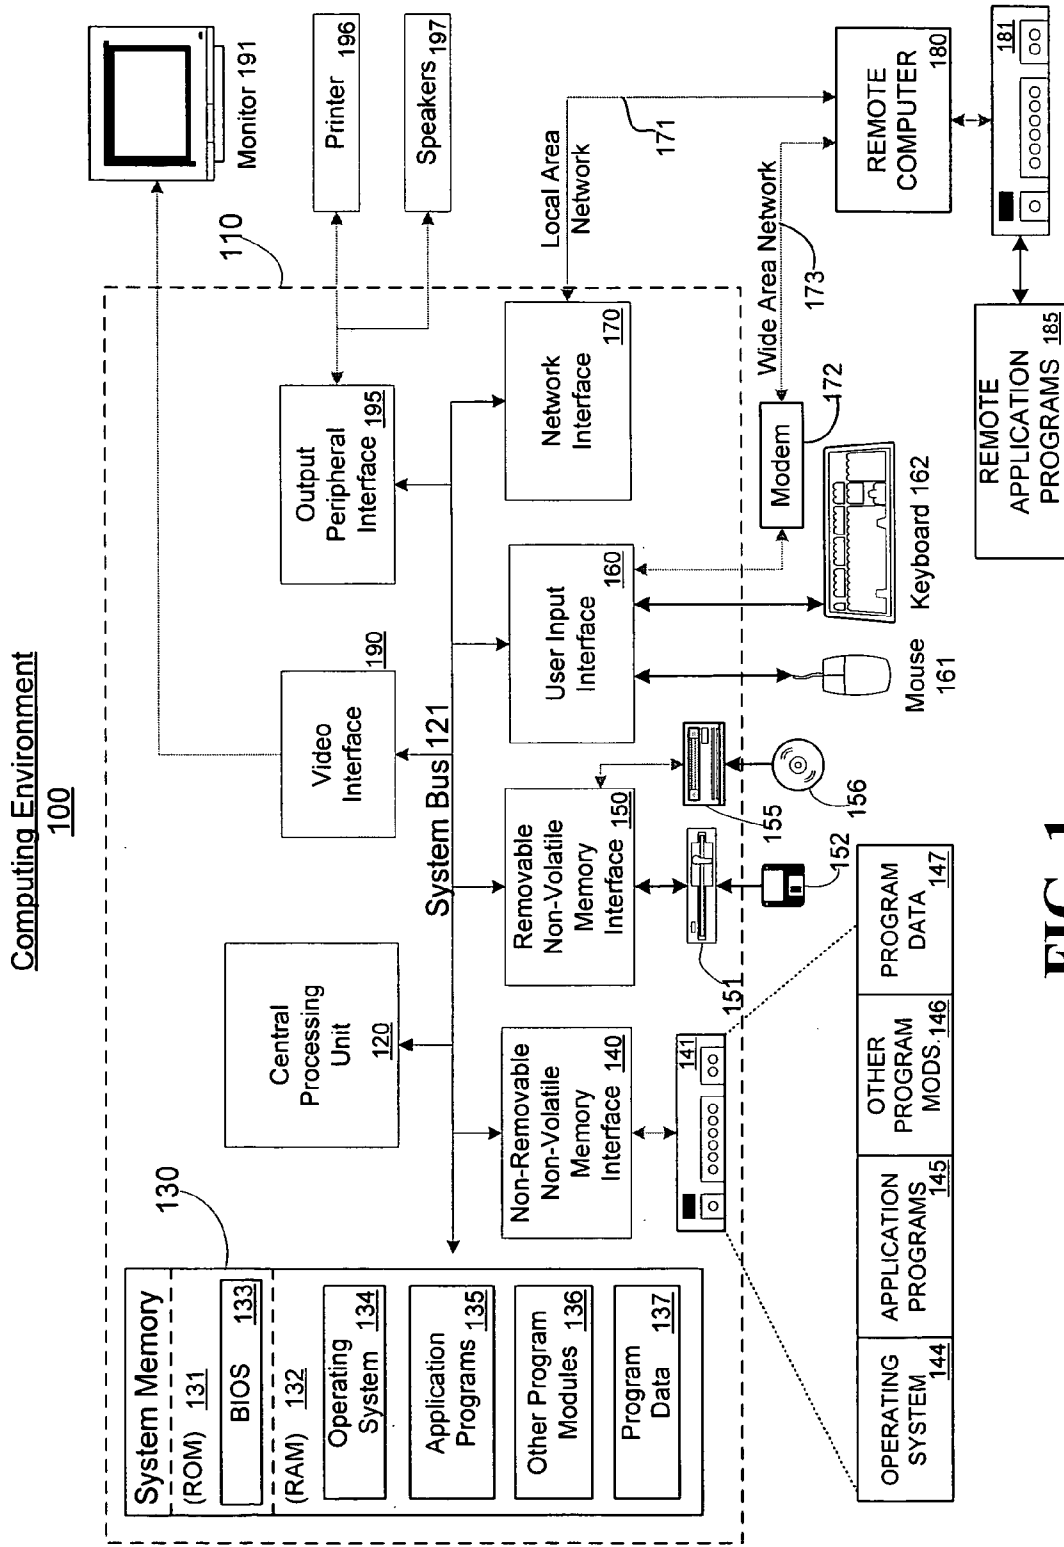 Computing Environment
100
System Memory
130
(ROM) 131
BIOS 133
(RAM) 132
Operating
System 134
Application
Programs 135
Other Program
Modules 136
Program
Data 137
Central
Processing
Unit 120
Video
Interface
190
Output
Peripheral
Interface 195
110
Monitor 191
Printer 196
Speakers 197
System Bus 121
Non-Removable
Non-Volatile
Memory
Interface 140
Removable
Non-Volatile
Memory
Interface 150
User Input
Interface 160
Network
Interface 170
Local Area
Network
171
Wide Area Network
173
Modem
172
141
151
152
155
156
Mouse
161
Keyboard 162
REMOTE
COMPUTER
180
181
REMOTE
APPLICATION
PROGRAMS 185
OPERATING
SYSTEM 144
APPLICATION
PROGRAMS 145
OTHER
PROGRAM
MODS. 146
PROGRAM
DATA 147
FIG. 1